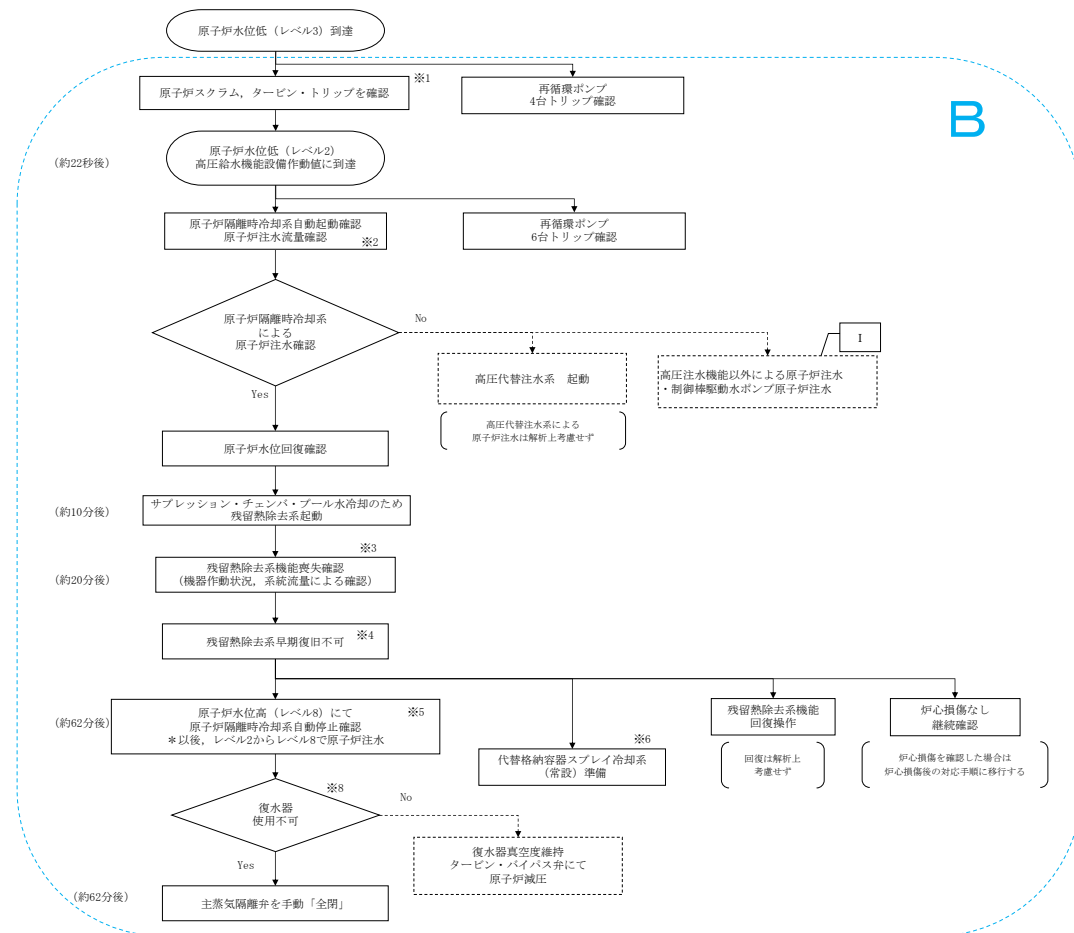 原子炉水位低（レベル3）到達
※1
原子炉スクラム，タービン・トリップを確認
再循環ポンプ
4台トリップ確認
B
（約22秒後）
原子炉水位低（レベル2）
高圧給水機能設備作動値に到達
原子炉隔離時冷却系自動起動確認
原子炉注水流量確認
※2
再循環ポンプ
6台トリップ確認
原子炉隔離時冷却系
による
原子炉注水確認
No
Yes
I
高圧代替注水系　起動
高圧注水機能以外による原子炉注水
・制御棒駆動水ポンプ原子炉注水
高圧代替注水系による
原子炉注水は解析上考慮せず
原子炉水位回復確認
（約10分後）
サプレッション・チェンバ・プール水冷却のため
残留熱除去系起動
※3
（約20分後）
残留熱除去系機能喪失確認
（機器作動状況，系統流量による確認）
残留熱除去系早期復旧不可
※4
（約62分後）
原子炉水位高（レベル8）にて
原子炉隔離時冷却系自動停止確認
＊以後，レベル2からレベル8で原子炉注水
※5
※6
代替格納容器スプレイ冷却系
（常設）準備
残留熱除去系機能
回復操作
回復は解析上
考慮せず
炉心損傷なし
継続確認
炉心損傷を確認した場合は
炉心損傷後の対応手順に移行する
※8
復水器
使用不可
No
Yes
復水器真空度維持
タービン・バイパス弁にて
原子炉減圧
（約62分後）
主蒸気隔離弁を手動「全閉」